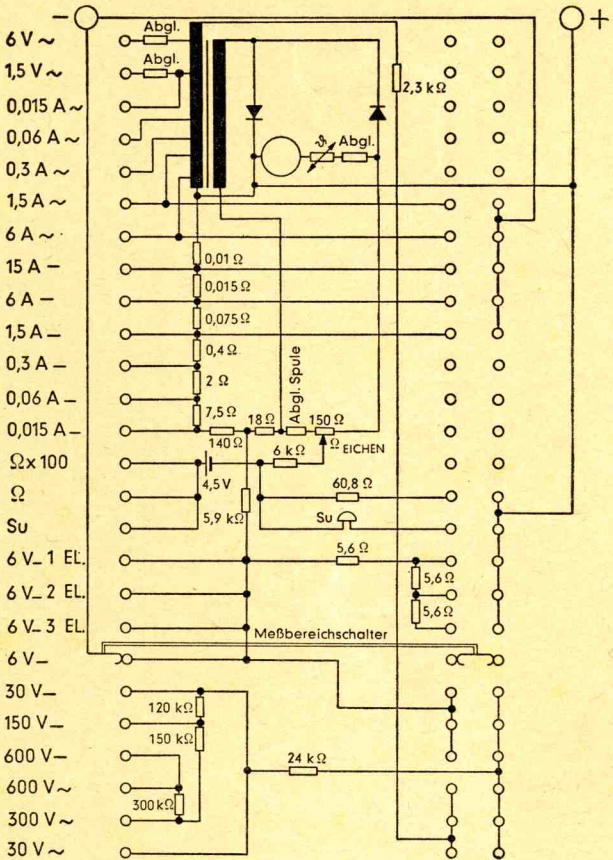 − +
6 V ~ Abgl.
Abgl.
1,5 V ~
2,3 kΩ
0,015 A ~
0,06 A ~ ϑ Abgl.
0,3 A ~
1,5 A ~
6 A ~
15 A − 0,01 Ω
0,015 Ω
6 A −
0,075 Ω
1,5 A −
0,4 Ω
0,3 A −
2 Ω
0,06 A −
Abgl. Spule
7,5 Ω 18 Ω 150 Ω
0,015 A −
140 Ω Ω EICHEN
Ω x 100 6 kΩ
4,5 V
Ω 60,8 Ω
5,9 kΩ Su
Su
6 V − 1 EL. 5,6 Ω
5,6 Ω
6 V − 2 EL.
5,6 Ω
6 V − 3 EL.
Meßbereichschalter
6 V −
30 V −
120 kΩ
150 V −
150 kΩ
600 V − 24 kΩ
600 V ~
300 kΩ
300 V ~
30 V ~